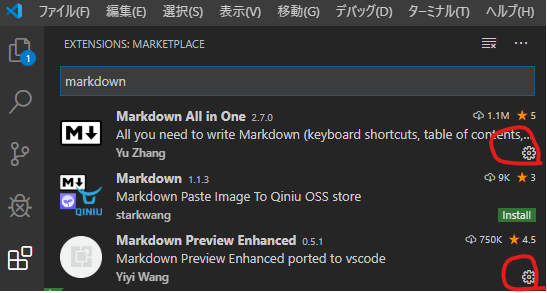 ファイル(F) 編集(E) 選択(S) 表示(V) 移動(G) デバッグ(D) ターミナル(T) ヘルプ(H)
EXTENSIONS: MARKETPLACE
1
markdown
Markdown All in One 2.7.0 1.1M ★ 5
All you need to write Markdown (keyboard shortcuts, table of contents,...
Yu Zhang
Markdown 1.1.3 9K ★ 3
Markdown Paste Image To Qiniu OSS store
QINIU
starkwang Install
Markdown Preview Enhanced 0.5.1 750K ★ 4.5
Markdown Preview Enhanced ported to vscode
Yiyi Wang